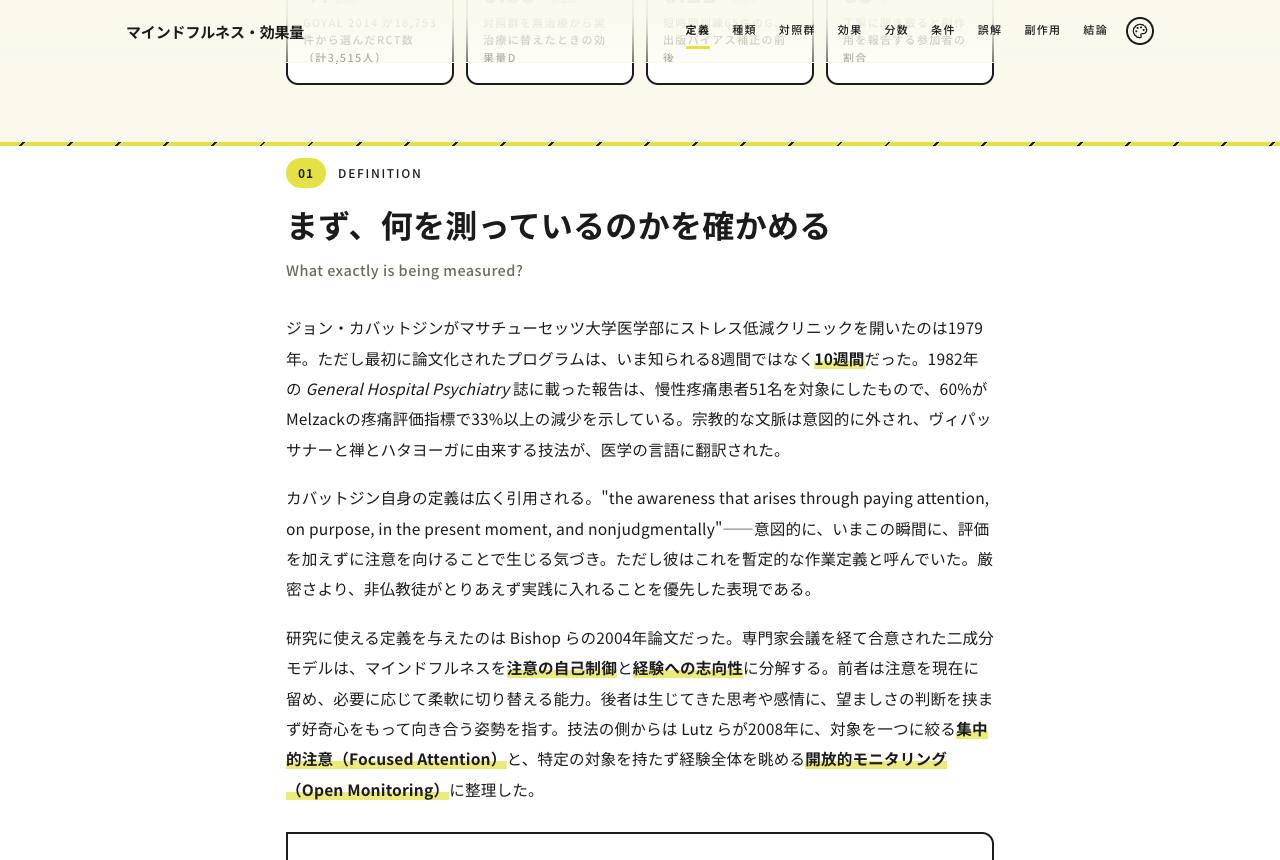 マインドフルネス・効果量
定義 種類 対照群 効果 分数 条件 誤解 副作用 結論
GOYAL 2014 が18,753
件から選んだRCT数
（計3,515人）
対照群を無治療から実
治療に替えたときの効
果量D
出版バイアス補正の前
後
用を報告する参加者の
割合
01 DEFINITION
まず、何を測っているのかを確かめる
What exactly is being measured?
ジョン・カバットジンがマサチューセッツ大学医学部にストレス低減クリニックを開いたのは1979
年。ただし最初に論文化されたプログラムは、いま知られる8週間ではなく10週間だった。1982年
の General Hospital Psychiatry 誌に載った報告は、慢性疼痛患者51名を対象にしたもので、60%が
Melzackの疼痛評価指標で33%以上の減少を示している。宗教的な文脈は意図的に外され、ヴィパッ
サナーと禅とハタヨーガに由来する技法が、医学の言語に翻訳された。
カバットジン自身の定義は広く引用される。"the awareness that arises through paying attention,
on purpose, in the present moment, and nonjudgmentally"——意図的に、いまこの瞬間に、評価
を加えずに注意を向けることで生じる気づき。ただし彼はこれを暫定的な作業定義と呼んでいた。厳
密さより、非仏教徒がとりあえず実践に入れることを優先した表現である。
研究に使える定義を与えたのは Bishop らの2004年論文だった。専門家会議を経て合意された二成分
モデルは、マインドフルネスを注意の自己制御と経験への志向性に分解する。前者は注意を現在に
留め、必要に応じて柔軟に切り替える能力。後者は生じてきた思考や感情に、望ましさの判断を挟ま
ず好奇心をもって向き合う姿勢を指す。技法の側からは Lutz らが2008年に、対象を一つに絞る集中
的注意（Focused Attention）と、特定の対象を持たず経験全体を眺める開放的モニタリング
（Open Monitoring）に整理した。